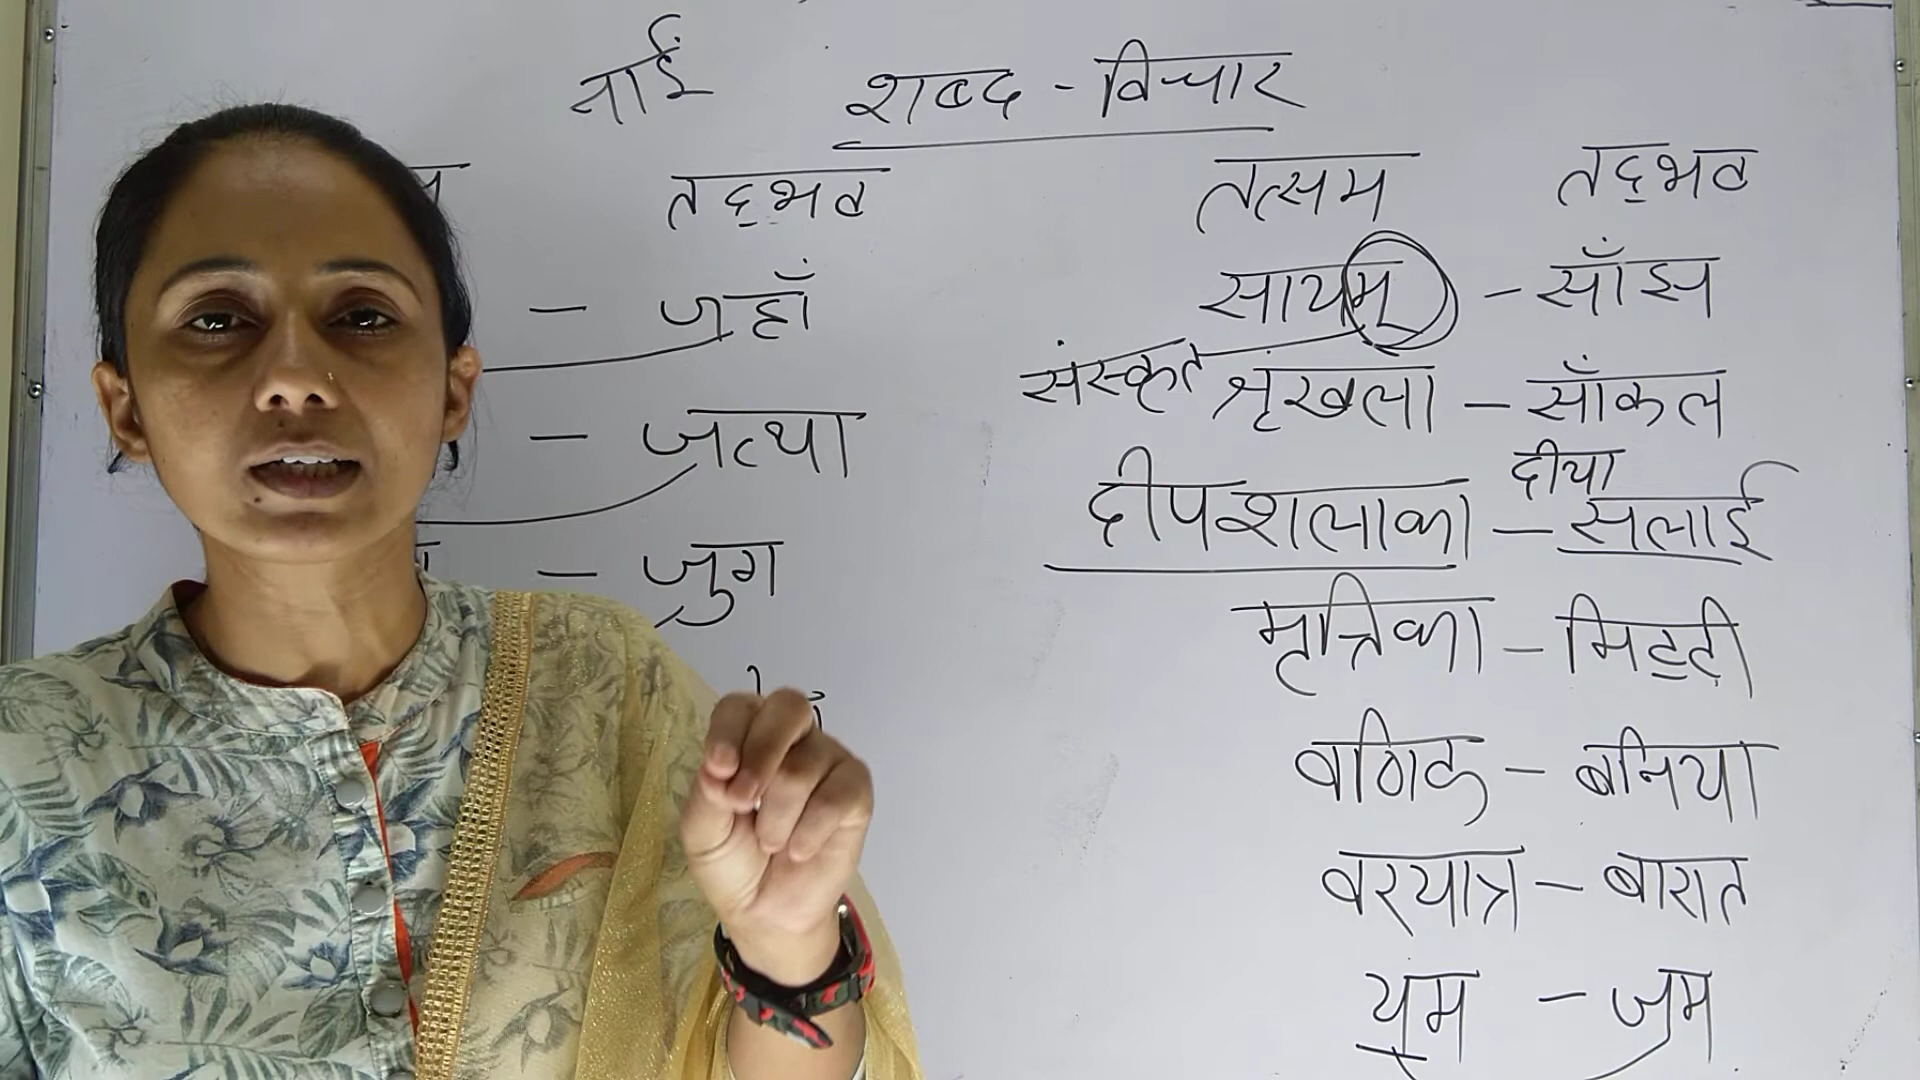 नाईं शब्द - विचार
तद्भव
- जहाँ
- जत्था
- जुग
तत्सम तद्भव
सायम् - साँझ
संस्कृत
श्रृंखला - साँकल
दीया
दीपशलाका - सलाई
मृत्तिका - मिट्टी
वणिक् - बनिया
वरयात्र - बारात
यम - जम